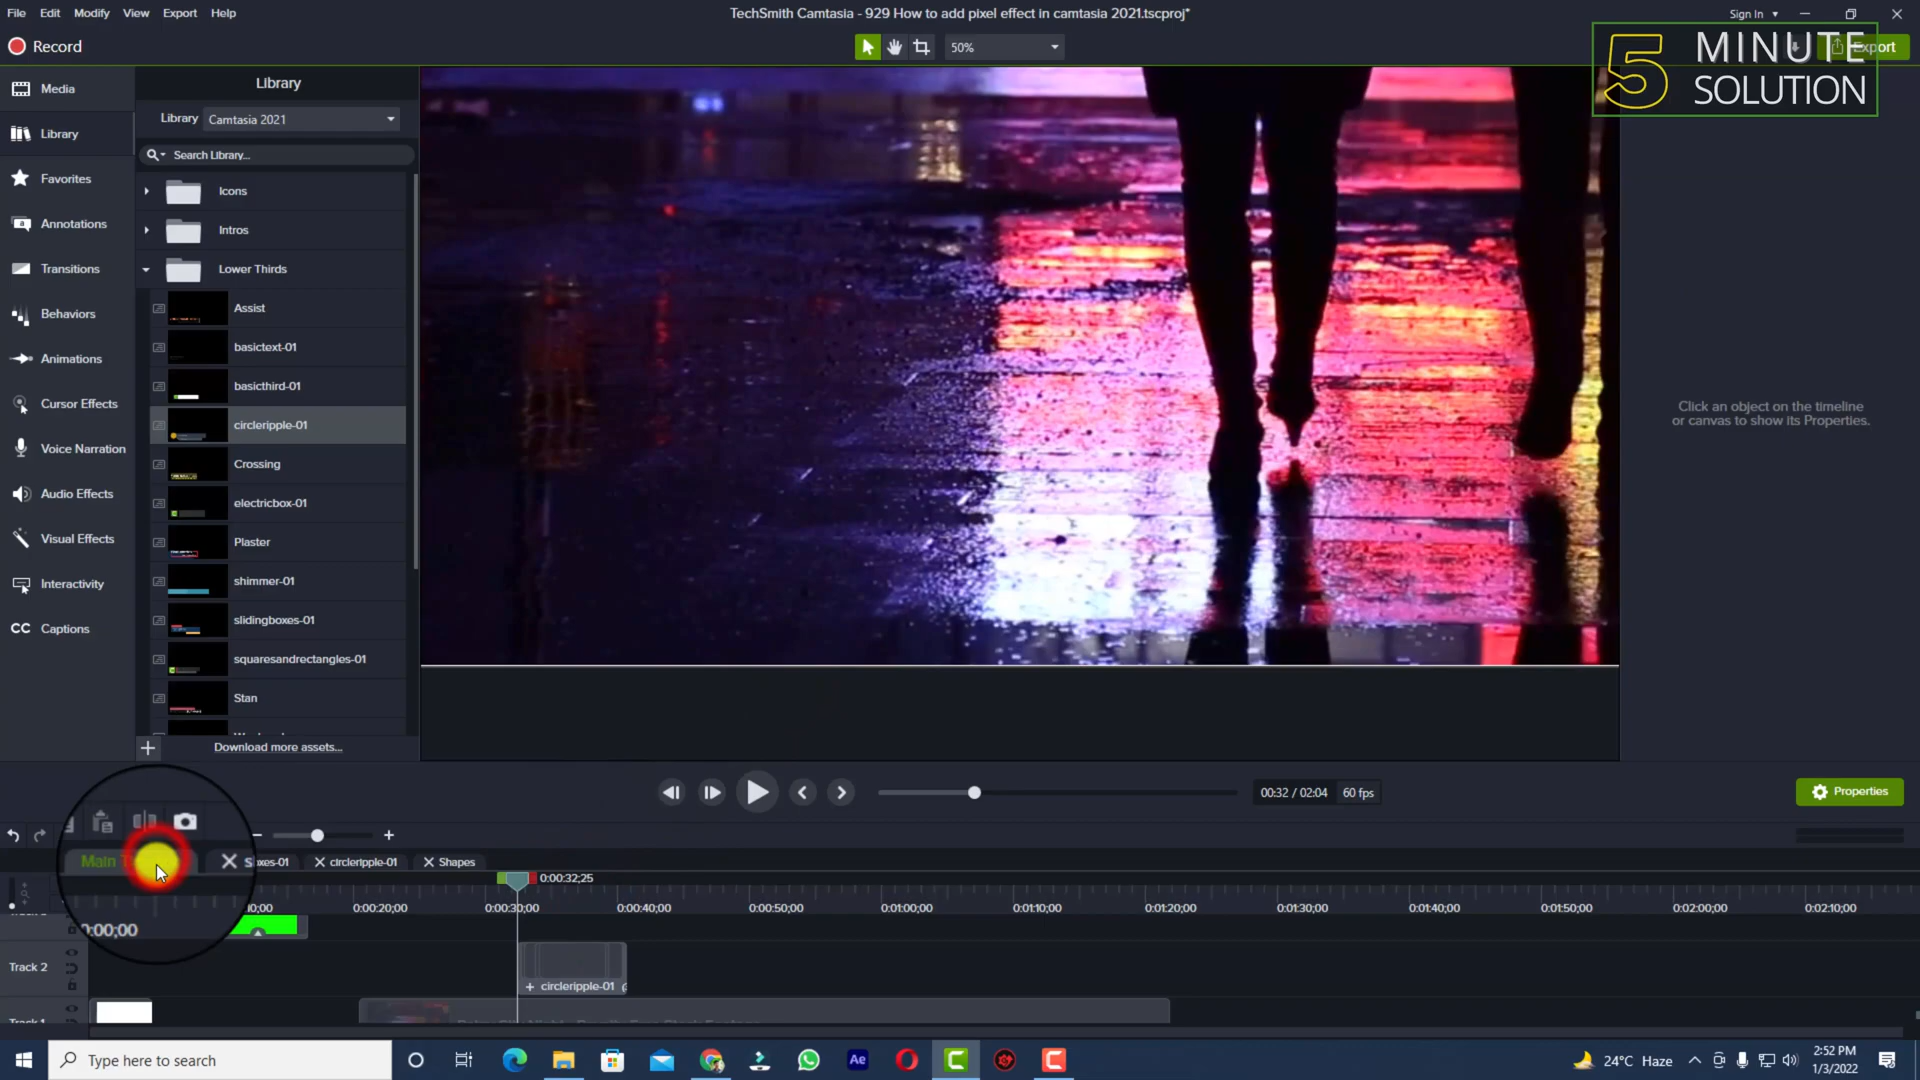 File Edit Modify View Export Help
TechSmith Camtasia - 929 How to add pixel effect in camtasia 2021.tscproj*
Sign In
Record
50%
Export
5 MINUTE
SOLUTION
Media
Library
Favorites
Annotations
Transitions
Behaviors
Animations
Cursor Effects
Voice Narration
Audio Effects
Visual Effects
Interactivity
CC Captions
Library
Library Camtasia 2021
Search Library...
Icons
Intros
Lower Thirds
Assist
basictext-01
basicthird-01
circleripple-01
Crossing
electricbox-01
Plaster
shimmer-01
slidingboxes-01
squaresandrectangles-01
Stan
Download more assets...
Click an object on the timeline
or canvas to show its Properties.
00:32 / 02:04 60 fps
Properties
Main
circleripple-01
Shapes
0:00:32;25
0:00:20;00 0:00:30;00 0:00:40;00 0:00:50;00 0:01:00;00 0:01:10;00 0:01:20;00 0:01:30;00 0:01:40;00 0:01:50;00 0:02:00;00 0:02:10;00
Track 2
+ circleripple-01
Type here to search
Ae
24°C Haze
2:52 PM
1/3/2022